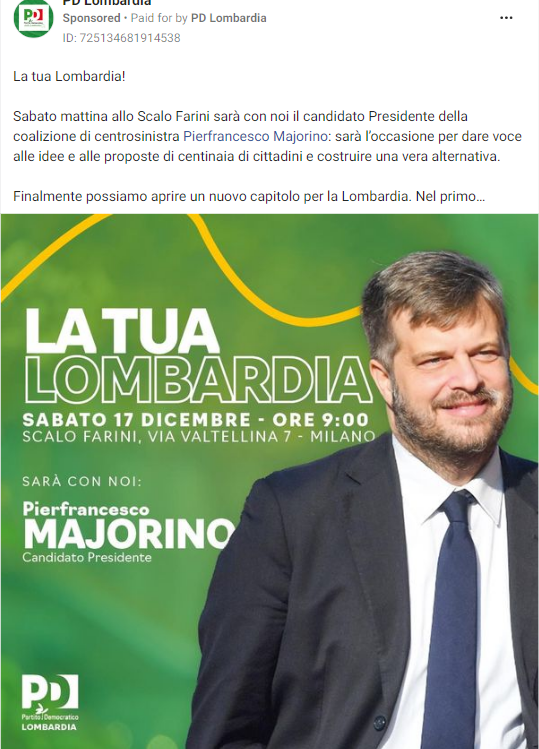 PD Lombardia
Sponsored • Paid for by PD Lombardia
ID: 725134681914538
La tua Lombardia!
Sabato mattina allo Scalo Farini sarà con noi il candidato Presidente della
coalizione di centrosinistra Pierfrancesco Majorino: sarà l’occasione per dare voce
alle idee e alle proposte di centinaia di cittadini e costruire una vera alternativa.
Finalmente possiamo aprire un nuovo capitolo per la Lombardia. Nel primo…
LA TUA
LOMBARDIA
SABATO 17 DICEMBRE - ORE 9:00
SCALO FARINI, VIA VALTELLINA 7 - MILANO
SARÀ CON NOI:
Pierfrancesco
MAJORINO
Candidato Presidente
PD
Partito Democratico
LOMBARDIA